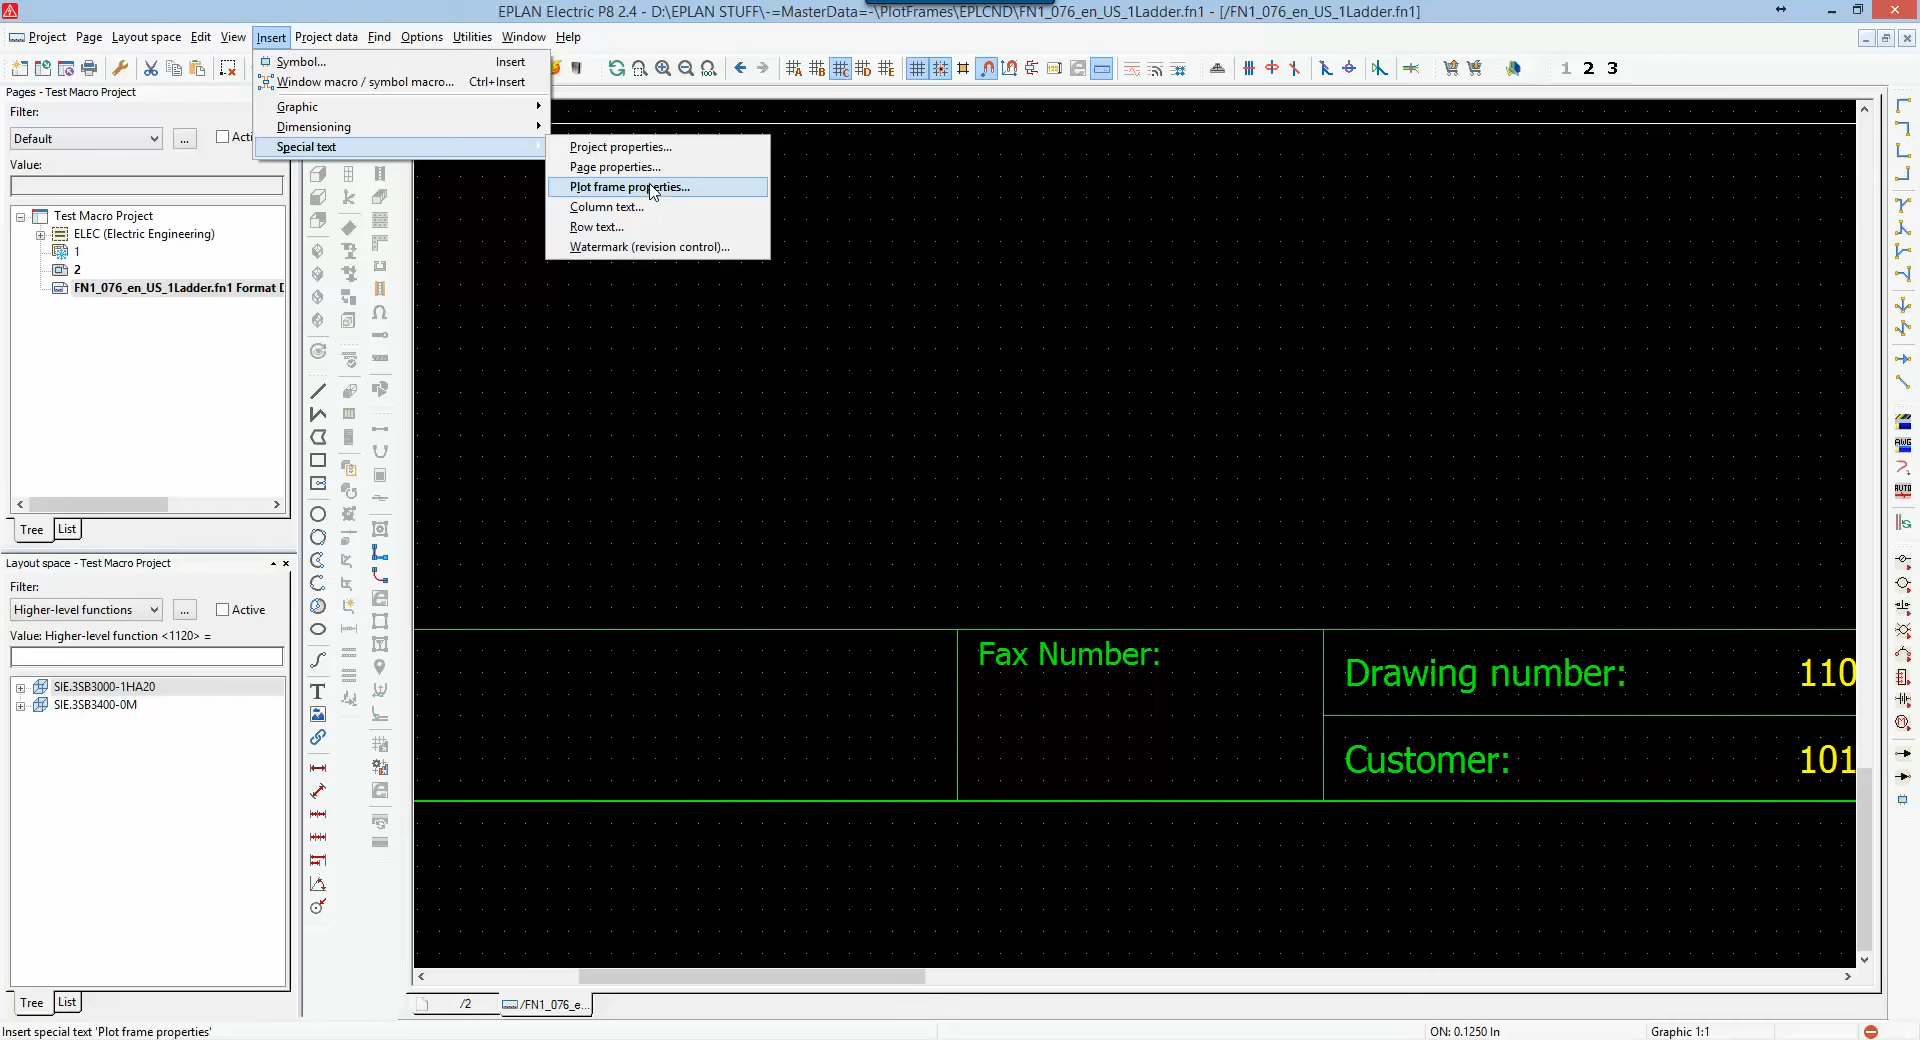 EPLAN Electric P8 2.4 - D:\EPLAN STUFF\-=MasterData=-\PlotFrames\EPLCND\FN1_076_en_US_1Ladder.fn1 - [/FN1_076_en_US_1Ladder.fn1]
Project Page Layout space Edit View Insert Project data Find Options Utilities Window Help
Symbol... Insert
Window macro / symbol macro... Ctrl+Insert
Graphic
Dimensioning
Special text
Project properties...
Page properties...
Plot frame properties...
Column text...
Row text...
Watermark (revision control)...
1 2 3
Pages - Test Macro Project
Filter:
Default ... Acti
Value:
Test Macro Project
ELEC (Electric Engineering)
1
2
FN1_076_en_US_1Ladder.fn1 Format D
Tree List
Layout space - Test Macro Project
Filter:
Higher-level functions ... Active
Value: Higher-level function <1120> =
SIE.3SB3000-1HA20
SIE.3SB3400-0M
Tree List
AWG
AUTO
T
Fax Number:
Drawing number: 110
Customer: 101
/2 /FN1_076_e...
Insert special text 'Plot frame properties'
ON: 0.1250 In
Graphic 1:1